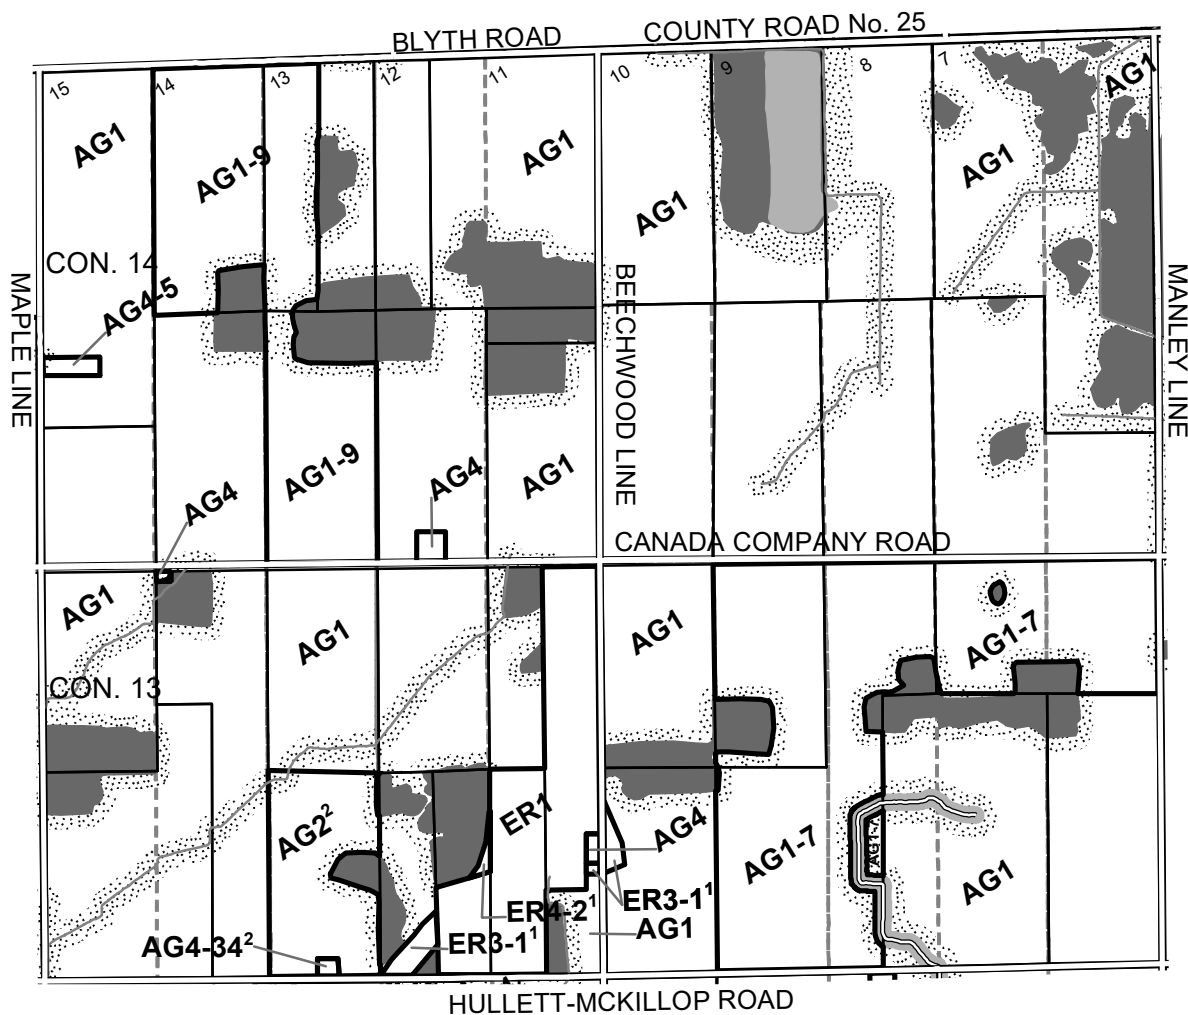 BLYTH ROAD
COUNTY ROAD No. 25
15
14
13
12
11
10
9
8
7
AG1
AG1-9
AG1
AG1
AG1
AG1
CON. 14
AG4-5
MAPLE LINE
BEECHWOOD LINE
MANLEY LINE
AG4
AG1-9
AG4
AG1
CANADA COMPANY ROAD
AG1
AG1
AG1
AG1-7
CON. 13
AG2²
ER1
AG4
AG1-7
AG1-7
AG1
ER4-2¹
ER3-1¹
AG4-34²
ER3-1¹
AG1
HULLETT-MCKILLOP ROAD